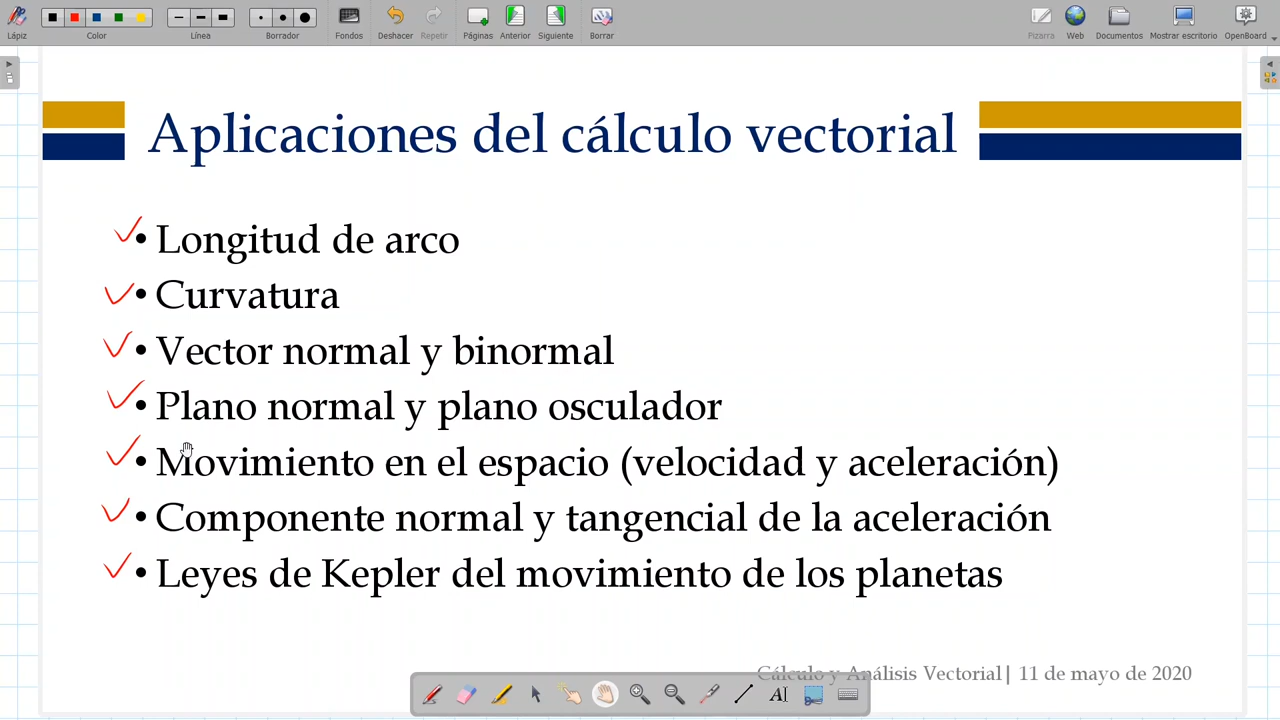 Lápiz
Color
Línea
Borrador
Fondos
Deshacer
Repetir
Páginas
Anterior
Siguiente
Borrar
Pizarra
Web
Documentos
Mostrar escritorio
OpenBoard
Aplicaciones del cálculo vectorial
• Longitud de arco
• Curvatura
• Vector normal y binormal
• Plano normal y plano osculador
• Movimiento en el espacio (velocidad y aceleración)
• Componente normal y tangencial de la aceleración
• Leyes de Kepler del movimiento de los planetas
Cálculo y Análisis Vectorial| 11 de mayo de 2020
AI